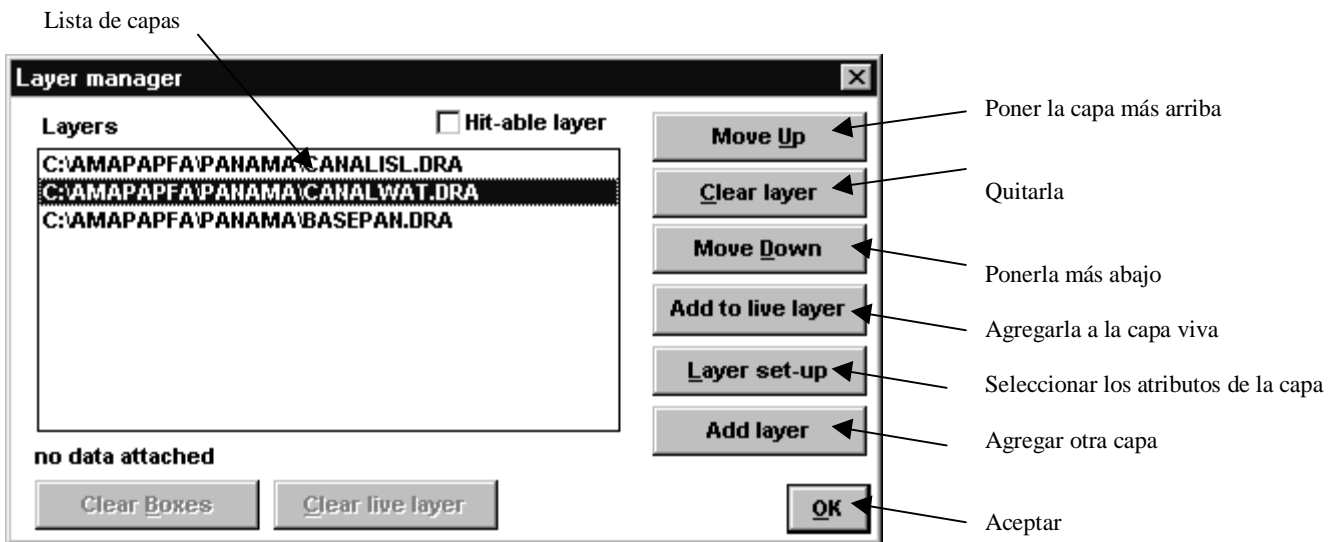 Lista de capas
Layer manager
Layers
Hit-able layer
C:\AMAPAPFA\PANAMA\CANALISL.DRA
C:\AMAPAPFA\PANAMA\CANALWAT.DRA
C:\AMAPAPFA\PANAMA\BASEPAN.DRA
no data attached
Clear Boxes
Clear live layer
Move Up
Clear layer
Move Down
Add to live layer
Layer set-up
Add layer
OK
Poner la capa más arriba
Quitarla
Ponerla más abajo
Agregarla a la capa viva
Seleccionar los atributos de la capa
Agregar otra capa
Aceptar